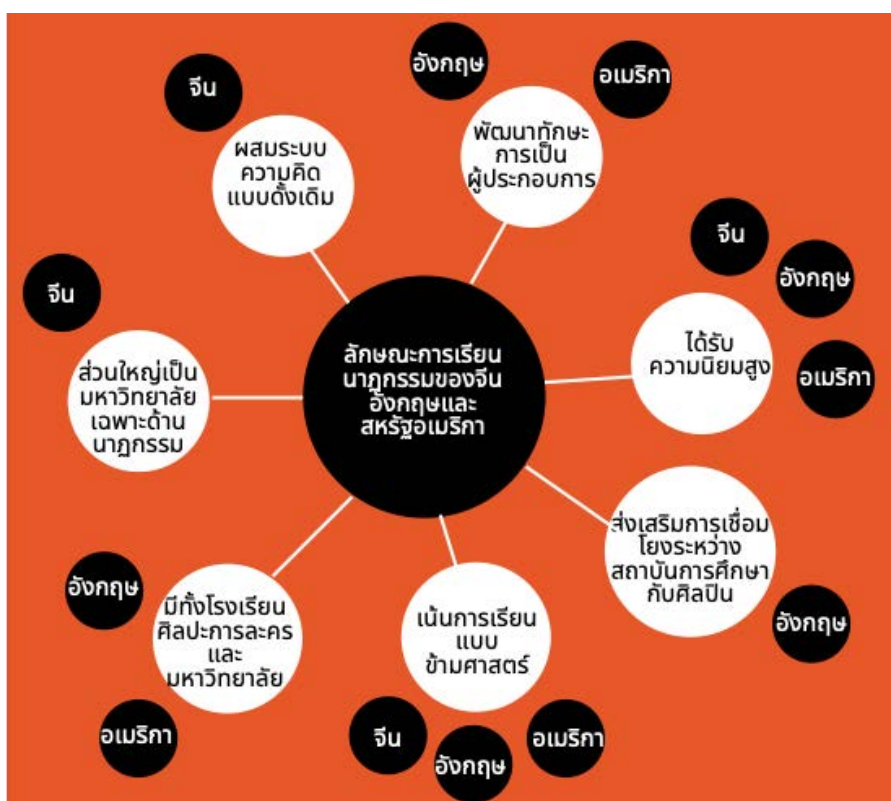 ลักษณะการเรียน
นาฏกรรมของจีน
อังกฤษและ
สหรัฐอเมริกา
จีน
ผสมระบบ
ความคิด
แบบดั้งเดิม
อังกฤษ
อเมริกา
พัฒนาทักษะ
การเป็น
ผู้ประกอบการ
จีน
อังกฤษ
อเมริกา
ได้รับ
ความนิยมสูง
ส่งเสริมการเชื่อม
โยงระหว่าง
สถาบันการศึกษา
กับศิลปิน
อังกฤษ
เน้นการเรียน
แบบ
ข้ามศาสตร์
จีน
อังกฤษ
อเมริกา
มีทั้งโรงเรียน
ศิลปะการละคร
และ
มหาวิทยาลัย
อังกฤษ
อเมริกา
จีน
ส่วนใหญ่เป็น
มหาวิทยาลัย
เฉพาะด้าน
นาฏกรรม